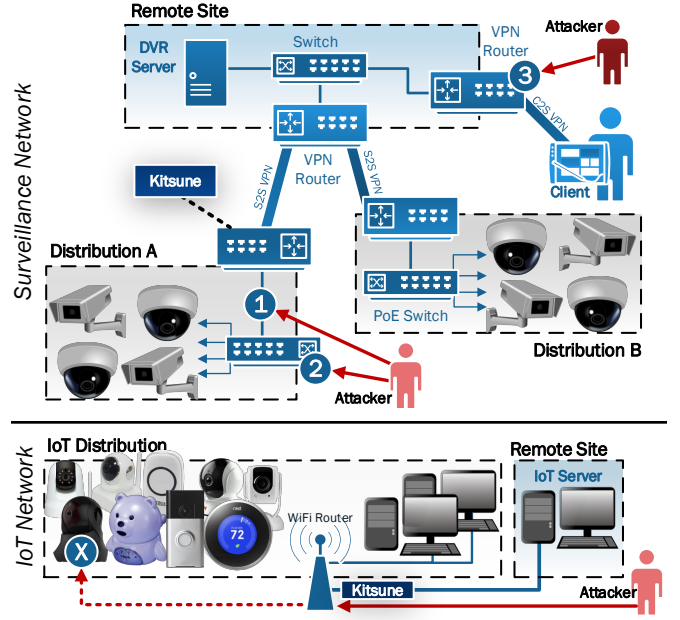 Remote Site
VPN
Router
Attacker
DVR
Server
Switch
3
C2S VPN
Client
VPN
Router
S2S VPN
S2S VPN
Kitsune
Surveillance Network
Distribution A
1
2
Attacker
PoE Switch
Distribution B
IoT Network
IoT Distribution
X
nest
72
WiFi Router
Kitsune
Remote Site
IoT Server
Attacker